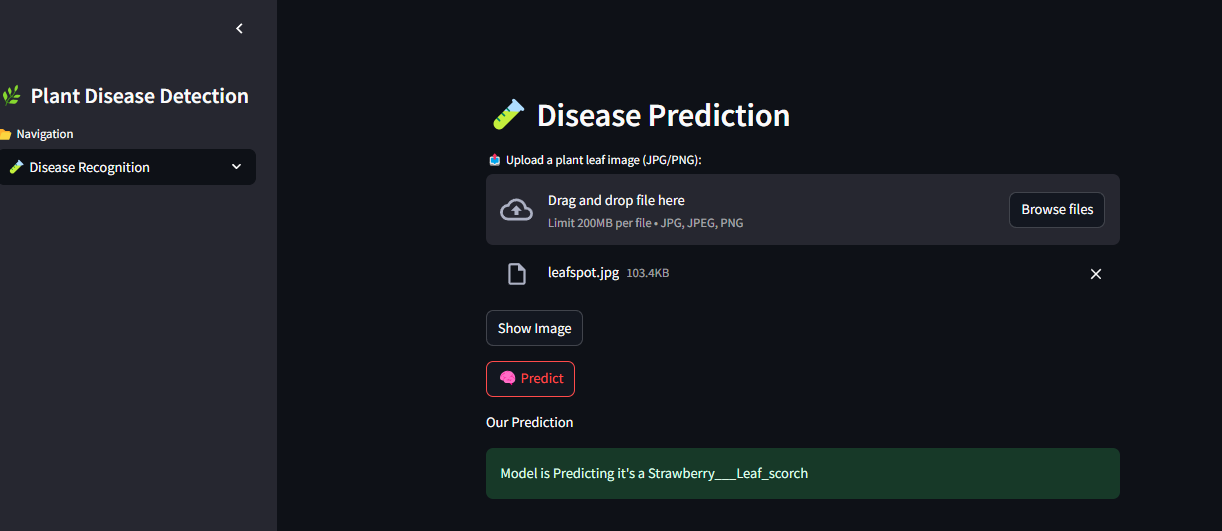 Plant Disease Detection
Navigation
Disease Recognition
Disease Prediction
Upload a plant leaf image (JPG/PNG):
Drag and drop file here
Limit 200MB per file • JPG, JPEG, PNG
Browse files
leafspot.jpg 103.4KB
Show Image
Predict
Our Prediction
Model is Predicting it's a Strawberry___Leaf_scorch